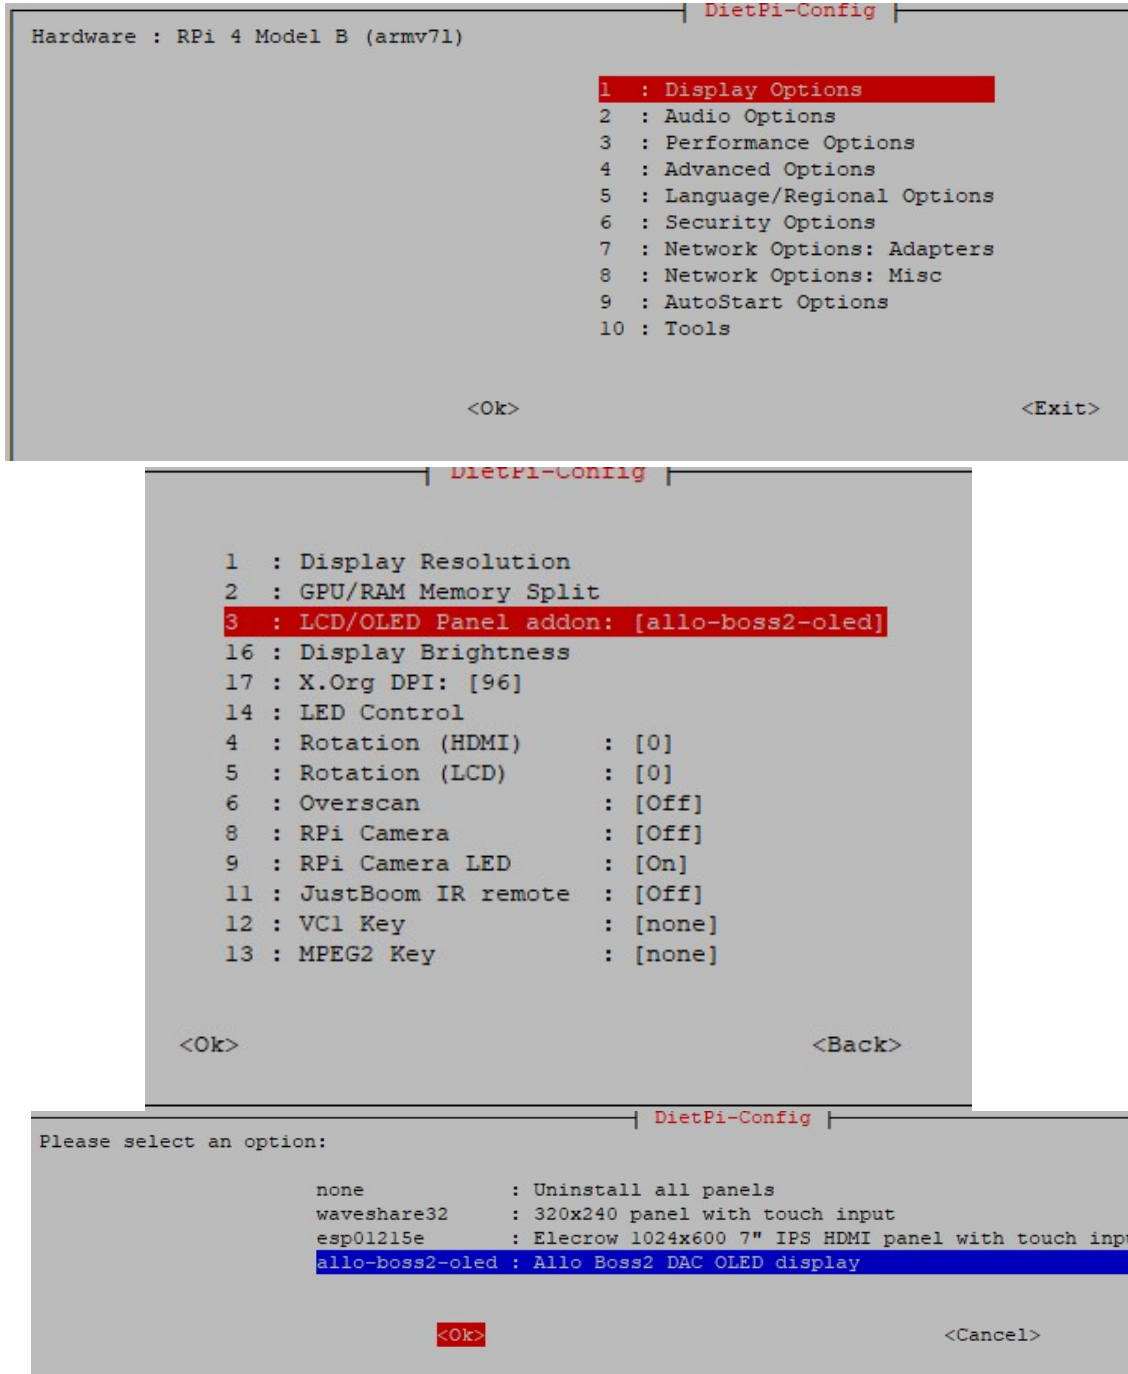 DietPi-Config
Hardware : RPi 4 Model B (armv7l)
1 : Display Options
2 : Audio Options
3 : Performance Options
4 : Advanced Options
5 : Language/Regional Options
6 : Security Options
7 : Network Options: Adapters
8 : Network Options: Misc
9 : AutoStart Options
10 : Tools
<Ok> <Exit>
DietPi-Config
1 : Display Resolution
2 : GPU/RAM Memory Split
3 : LCD/OLED Panel addon: [allo-boss2-oled]
16 : Display Brightness
17 : X.Org DPI: [96]
14 : LED Control
4 : Rotation (HDMI) : [0]
5 : Rotation (LCD) : [0]
6 : Overscan : [Off]
8 : RPi Camera : [Off]
9 : RPi Camera LED : [On]
11 : JustBoom IR remote : [Off]
12 : VC1 Key : [none]
13 : MPEG2 Key : [none]
<Ok> <Back>
DietPi-Config
Please select an option:
none : Uninstall all panels
waveshare32 : 320x240 panel with touch input
esp01215e : Elecrow 1024x600 7" IPS HDMI panel with touch inp
allo-boss2-oled : Allo Boss2 DAC OLED display
<Ok> <Cancel>